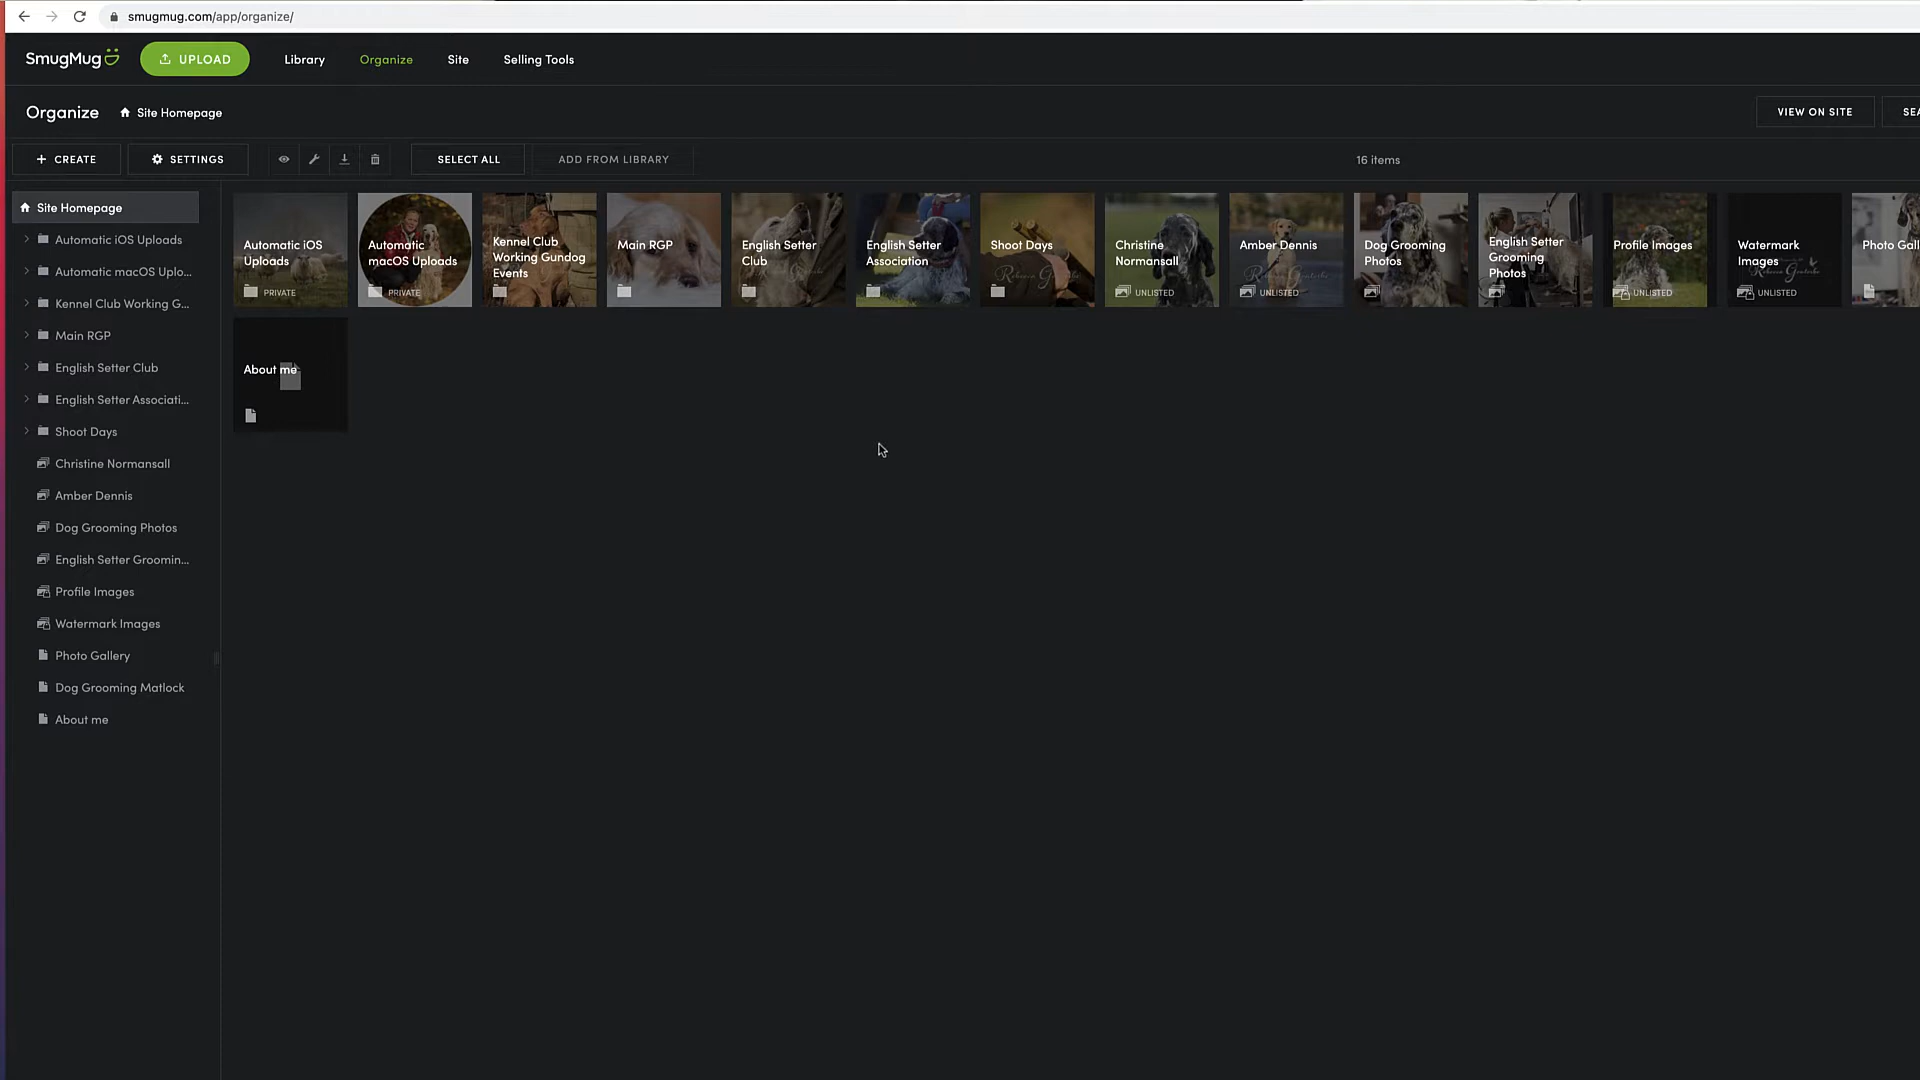 smugmug.com/app/organize/
SmugMug
UPLOAD
Library
Organize
Site
Selling Tools
Organize
Site Homepage
VIEW ON SITE
SEA
CREATE
SETTINGS
SELECT ALL
ADD FROM LIBRARY
16 items
Site Homepage
Automatic iOS Uploads
Automatic macOS Uplo...
Kennel Club Working G...
Main RGP
English Setter Club
English Setter Associati...
Shoot Days
Christine Normansall
Amber Dennis
Dog Grooming Photos
English Setter Groomin...
Profile Images
Watermark Images
Photo Gallery
Dog Grooming Matlock
About me
Automatic iOS
Uploads
PRIVATE
Automatic
macOS Uploads
PRIVATE
Kennel Club
Working Gundog
Events
Main RGP
English Setter
Club
English Setter
Association
Shoot Days
Christine
Normansall
UNLISTED
Amber Dennis
UNLISTED
Dog Grooming
Photos
English Setter
Grooming
Photos
Profile Images
UNLISTED
Watermark
Images
UNLISTED
Photo Gall
About me